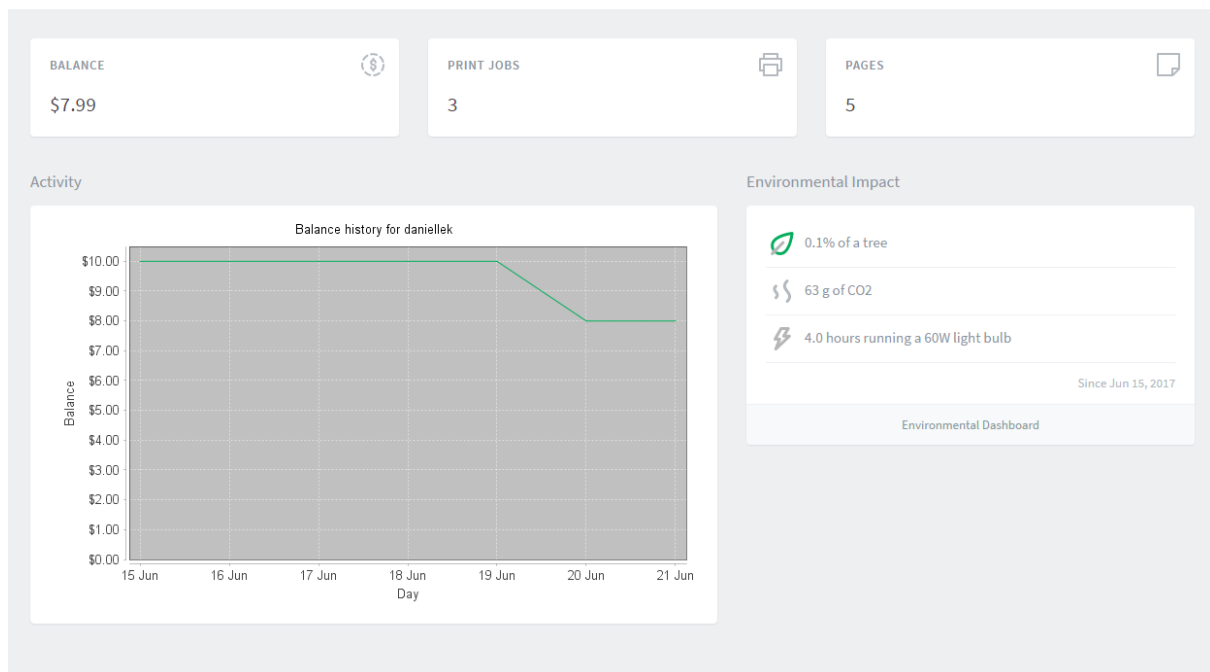 BALANCE
$7.99
PRINT JOBS
3
PAGES
5
Activity
Balance history for daniellek
$10.00
$9.00
$8.00
$7.00
$6.00
$5.00
$4.00
$3.00
$2.00
$1.00
$0.00
Balance
15 Jun 16 Jun 17 Jun 18 Jun 19 Jun 20 Jun 21 Jun
Day
Environmental Impact
0.1% of a tree
63 g of CO2
4.0 hours running a 60W light bulb
Since Jun 15, 2017
Environmental Dashboard